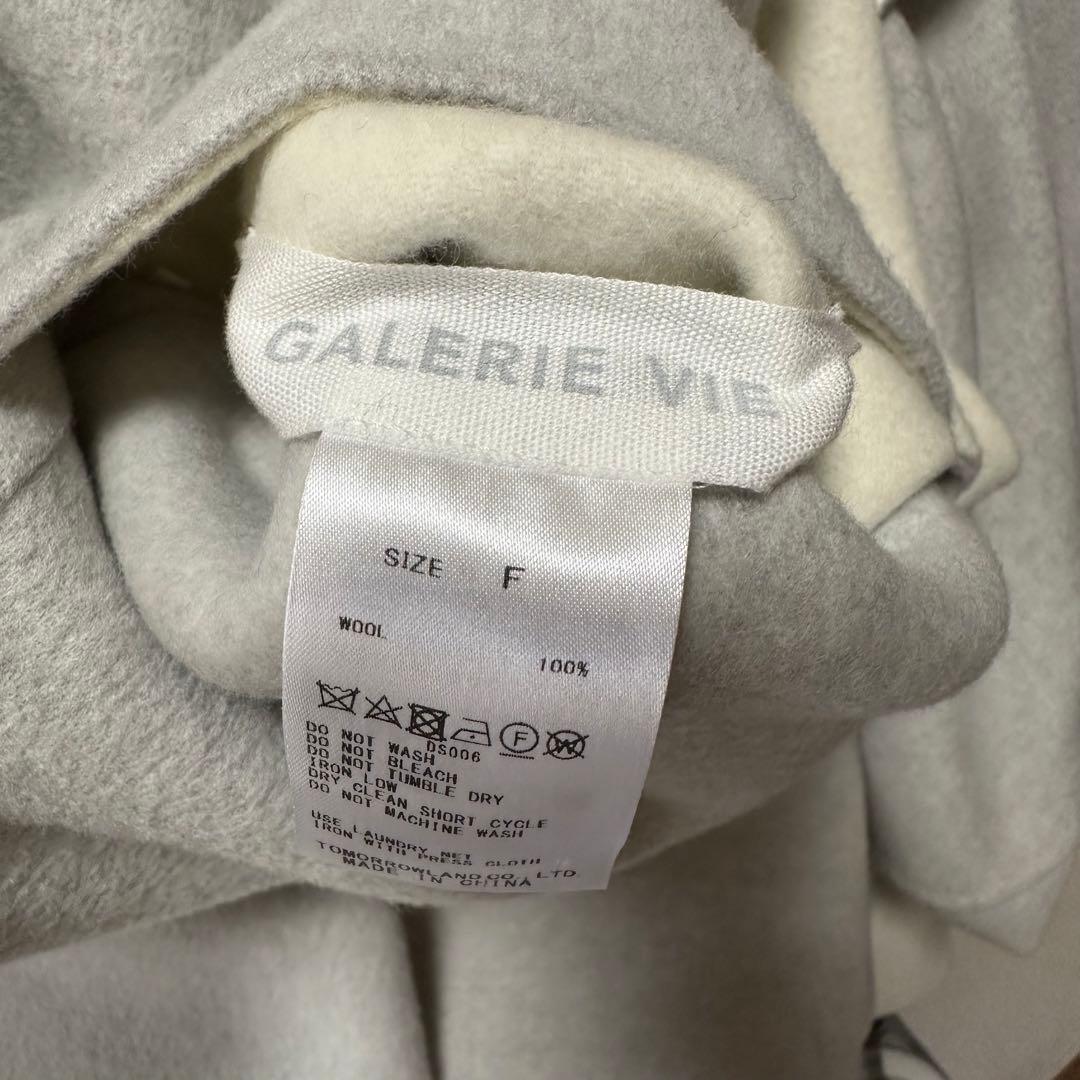 GALERIE VIE
SIZE F
WOOL
100%
F W
DS006
DO NOT WASH
DO NOT BLEACH
DO NOT TUMBLE DRY
IRON LOW
DRY CLEAN SHORT CYCLE
DO NOT MACHINE WASH
USE LAUNDRY NET
IRON WITH PRESS CLOTH
TOMORROWLAND CO., LTD.
MADE IN CHINA